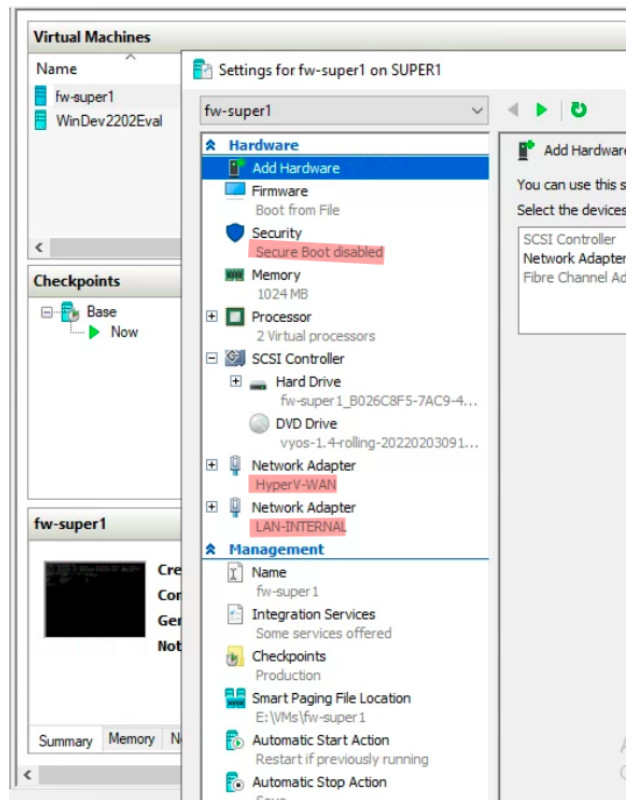 Virtual Machines
Name
fw-super1
WinDev2202Eval
Checkpoints
Base
Now
fw-super1
Cre
Con
Gen
Not
Summary
Memory
Settings for fw-super1 on SUPER1
fw-super1
Hardware
Add Hardware
Firmware
Boot from File
Security
Secure Boot disabled
Memory
1024 MB
Processor
2 Virtual processors
SCSI Controller
Hard Drive
fw-super1_B026C8F5-7AC9-4...
DVD Drive
vyos-1.4-rolling-20220203091...
Network Adapter
HyperV-WAN
Network Adapter
LAN-INTERNAL
Management
Name
fw-super1
Integration Services
Some services offered
Checkpoints
Production
Smart Paging File Location
E:\VMs\fw-super1
Automatic Start Action
Restart if previously running
Automatic Stop Action
Add Hardware
You can use this s
Select the devices
SCSI Controller
Network Adapter
Fibre Channel Ad